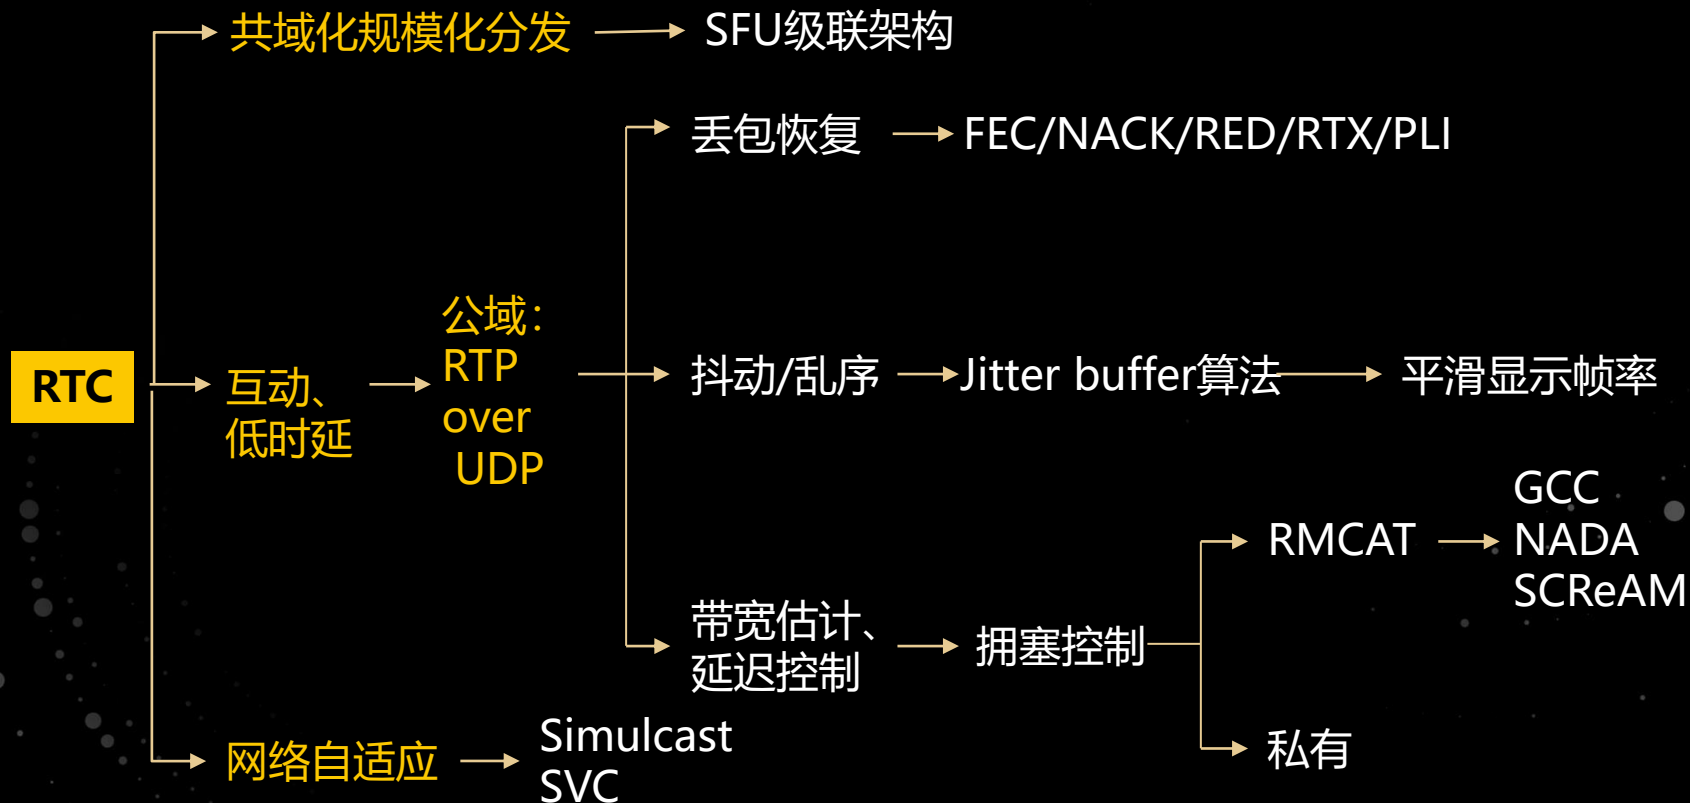 共域化规模化分发
SFU级联架构
丢包恢复
FEC/NACK/RED/RTX/PLI
RTC
互动、
低时延
公域：
RTP
over
UDP
抖动/乱序
Jitter buffer算法
平滑显示帧率
带宽估计、
延迟控制
拥塞控制
RMCAT
GCC
NADA
SCReAM
私有
网络自适应
Simulcast
SVC